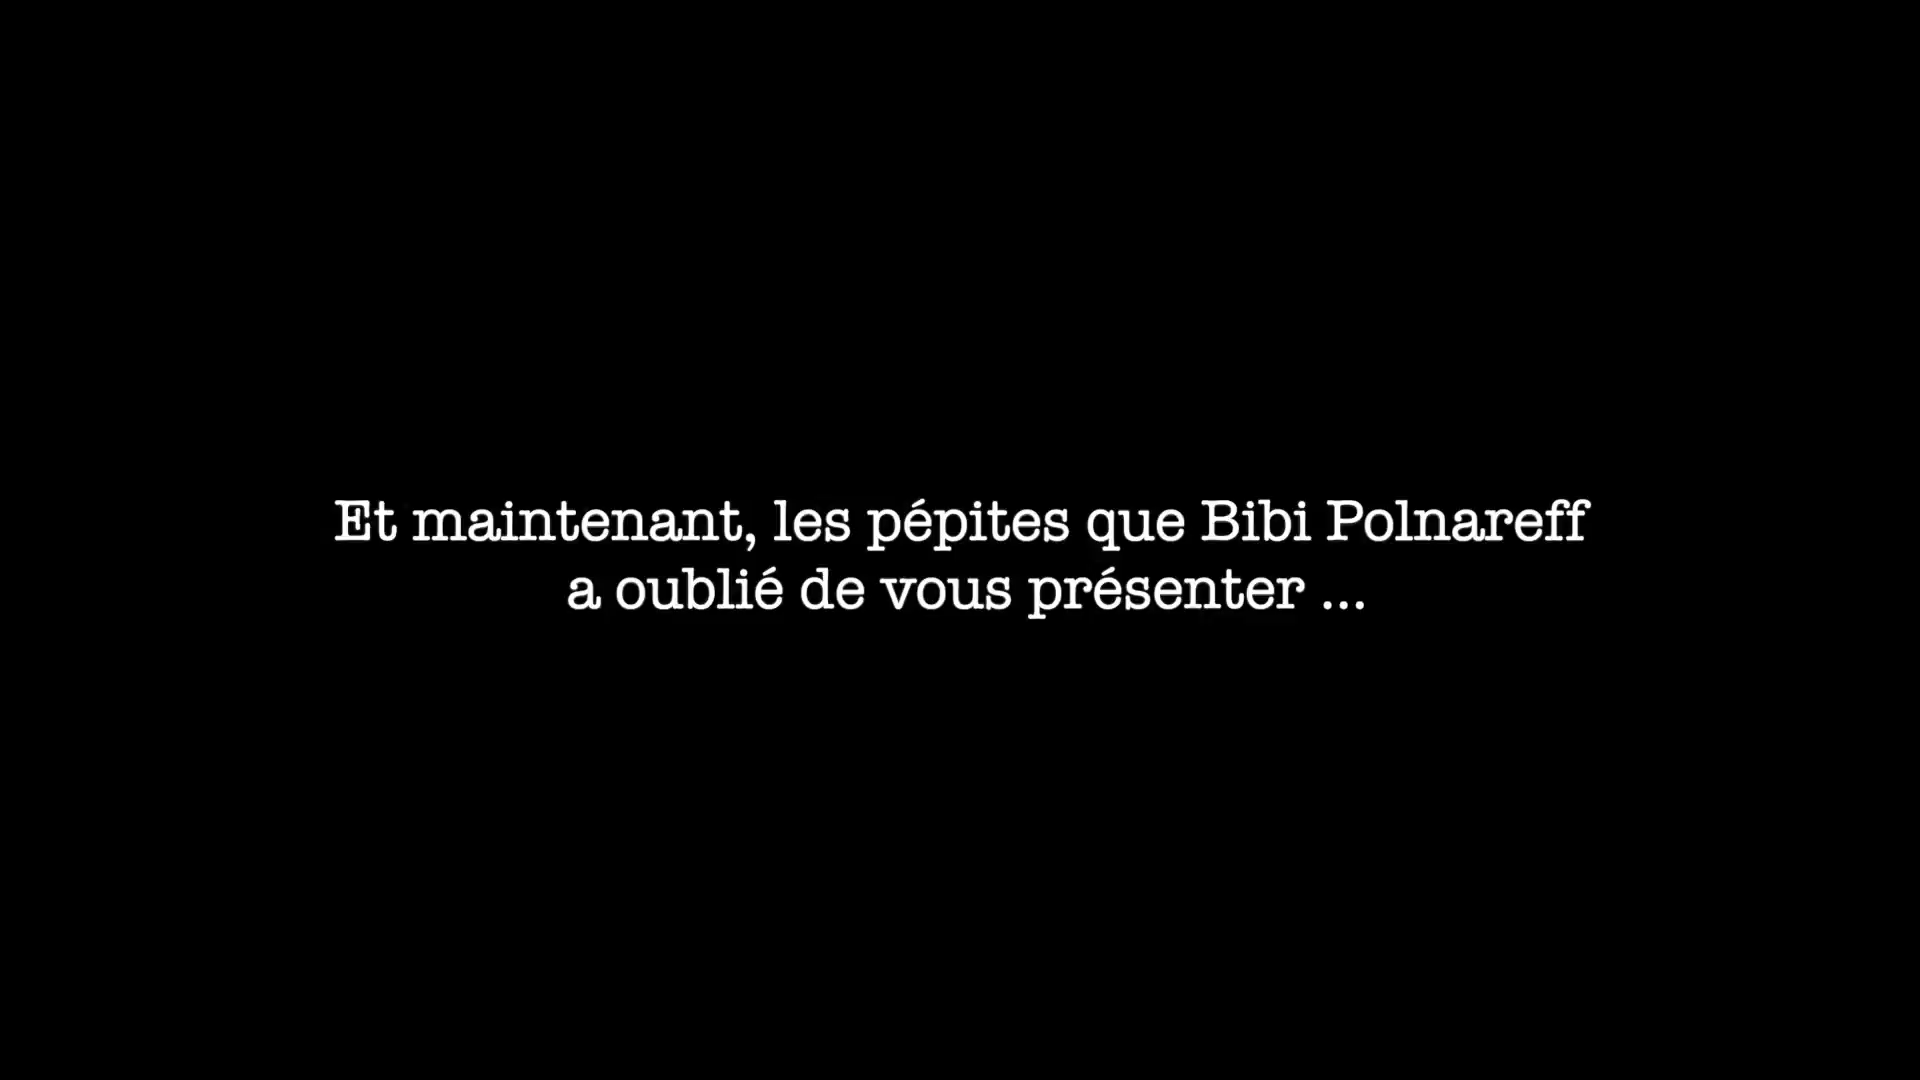 Et maintenant, les pépites que Bibi Polnareff
a oublié de vous présenter ...